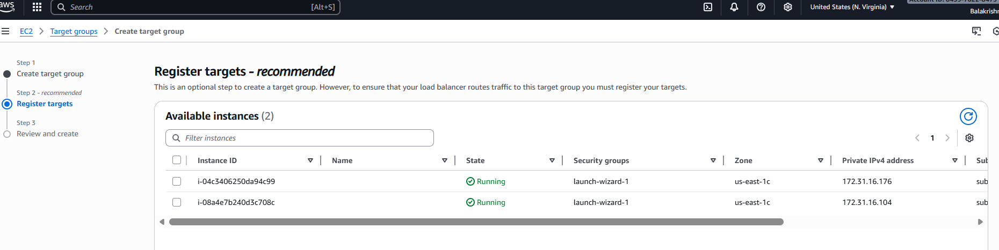 aws
Search [Alt+S] United States (N. Virginia)
EC2 Target groups Create target group
Step 1
Create target group
Step 2 - recommended
Register targets
Step 3
Review and create
Register targets - recommended
This is an optional step to create a target group. However, to ensure that your load balancer routes traffic to this target group you must register your targets.
Available instances (2)
Filter instances
1
Instance ID Name State Security groups Zone Private IPv4 address Sub
i-04c3406250da94c99 Running launch-wizard-1 us-east-1c 172.31.16.176 sub
i-08a4e7b240d3c708c Running launch-wizard-1 us-east-1c 172.31.16.104 sub